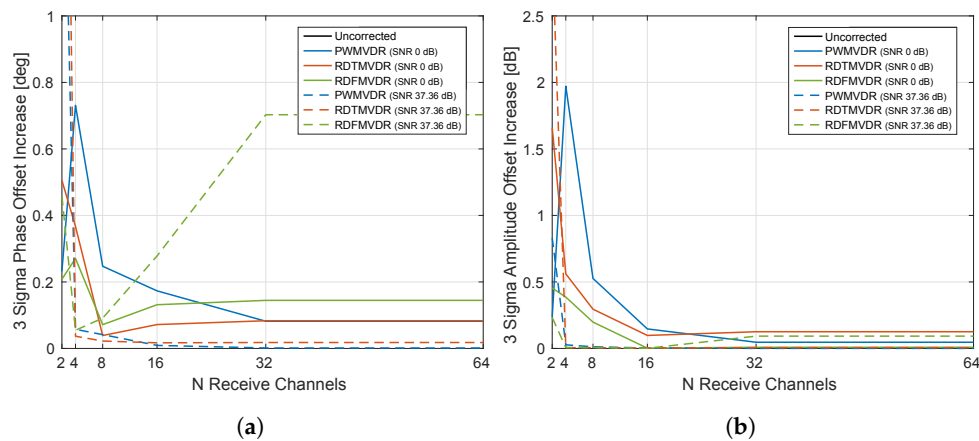 1
0.8
0.6
0.4
0.2
0
3 Sigma Phase Offset Increase [deg]
Uncorrected
PWMVDR (SNR 0 dB)
RDTMVDR (SNR 0 dB)
RDFMVDR (SNR 0 dB)
PWMVDR (SNR 37.36 dB)
RDTMVDR (SNR 37.36 dB)
RDFMVDR (SNR 37.36 dB)
2 4 8 16 32 64
N Receive Channels
(a)
2.5
2
1.5
1
0.5
0
3 Sigma Amplitude Offset Increase [dB]
Uncorrected
PWMVDR (SNR 0 dB)
RDTMVDR (SNR 0 dB)
RDFMVDR (SNR 0 dB)
PWMVDR (SNR 37.36 dB)
RDTMVDR (SNR 37.36 dB)
RDFMVDR (SNR 37.36 dB)
2 4 8 16 32 64
N Receive Channels
(b)